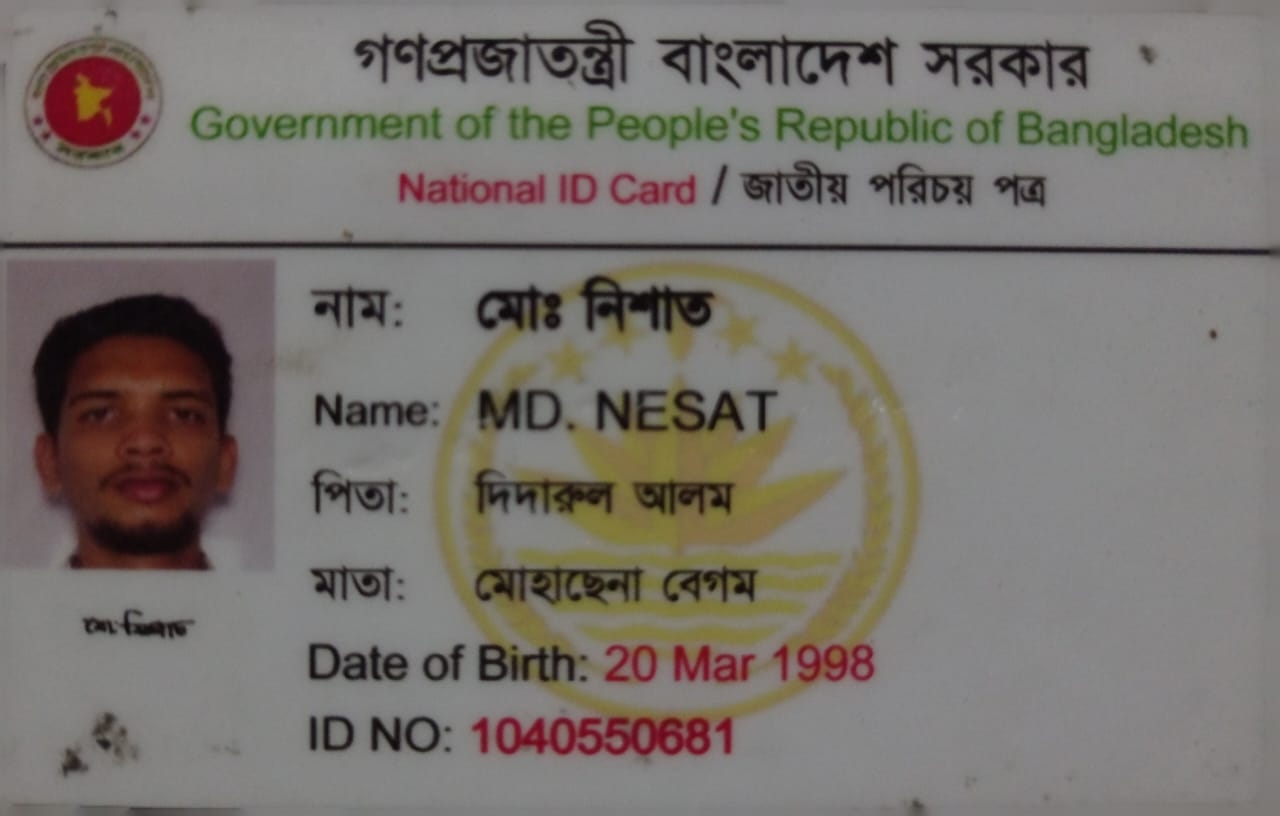 গণপ্রজাতন্ত্রী বাংলাদেশ সরকার
Government of the People's Republic of Bangladesh
National ID Card / জাতীয় পরিচয় পত্র
নাম: মোঃ নিশাত
Name: MD. NESAT
পিতা: দিদারুল আলম
মাতা: মোহাছেনা বেগম
মোঃ নিশাত
Date of Birth: 20 Mar 1998
ID NO: 1040550681